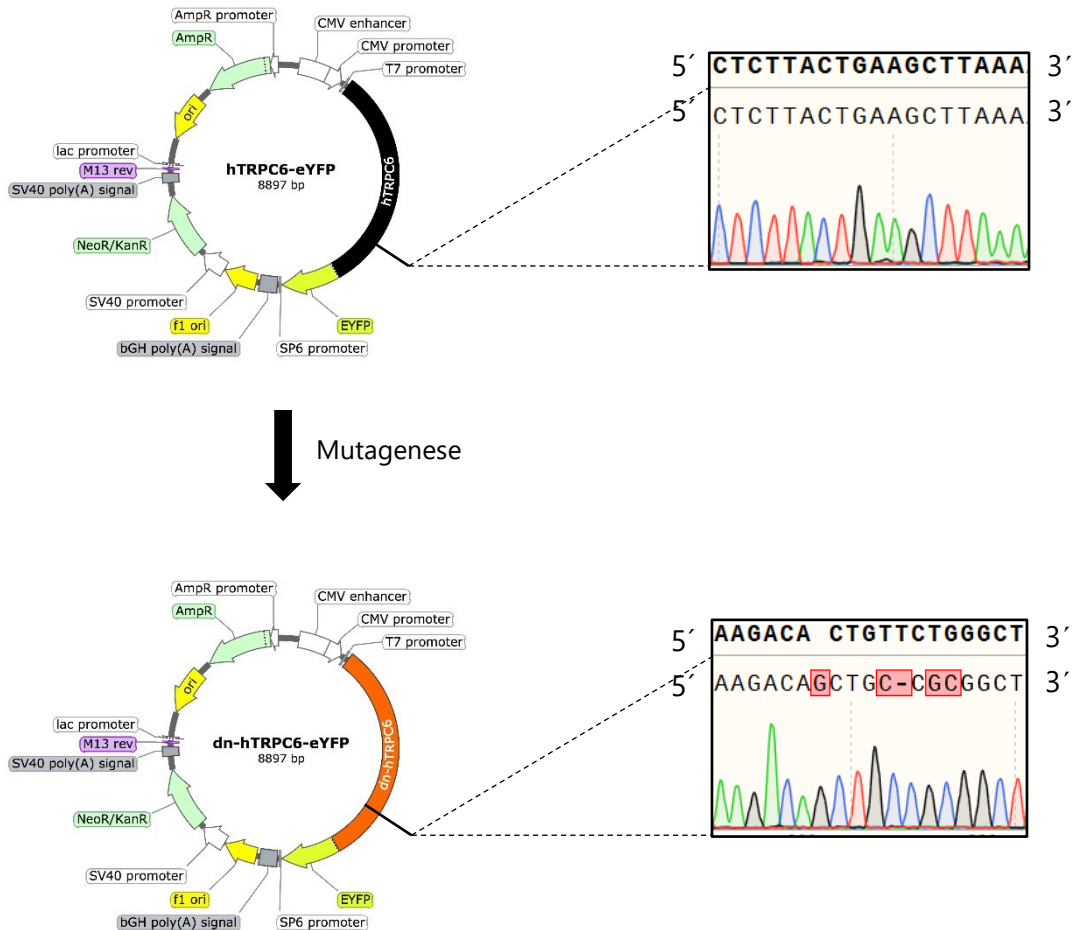 AmpR promoter
AmpR
ori
lac promoter
M13 rev
SV40 poly(A) signal
NeoR/KanR
SV40 promoter
f1 ori
bGH poly(A) signal
SP6 promoter
EYFP
hTRPC6
T7 promoter
CMV promoter
CMV enhancer
hTRPC6-eYFP
8897 bp
5´ CTCTTACTGAAGCTTAAA 3´
5´ CTCTTACTGAAGCTTAAA 3´
Mutagenese
AmpR promoter
AmpR
ori
lac promoter
M13 rev
SV40 poly(A) signal
NeoR/KanR
SV40 promoter
f1 ori
bGH poly(A) signal
SP6 promoter
EYFP
dn-hTRPC6
T7 promoter
CMV promoter
CMV enhancer
dn-hTRPC6-eYFP
8897 bp
5´ AAGACA CTGTTCTGGGCT 3´
5´ AAGACAGCTGC-CGCGGCT 3´